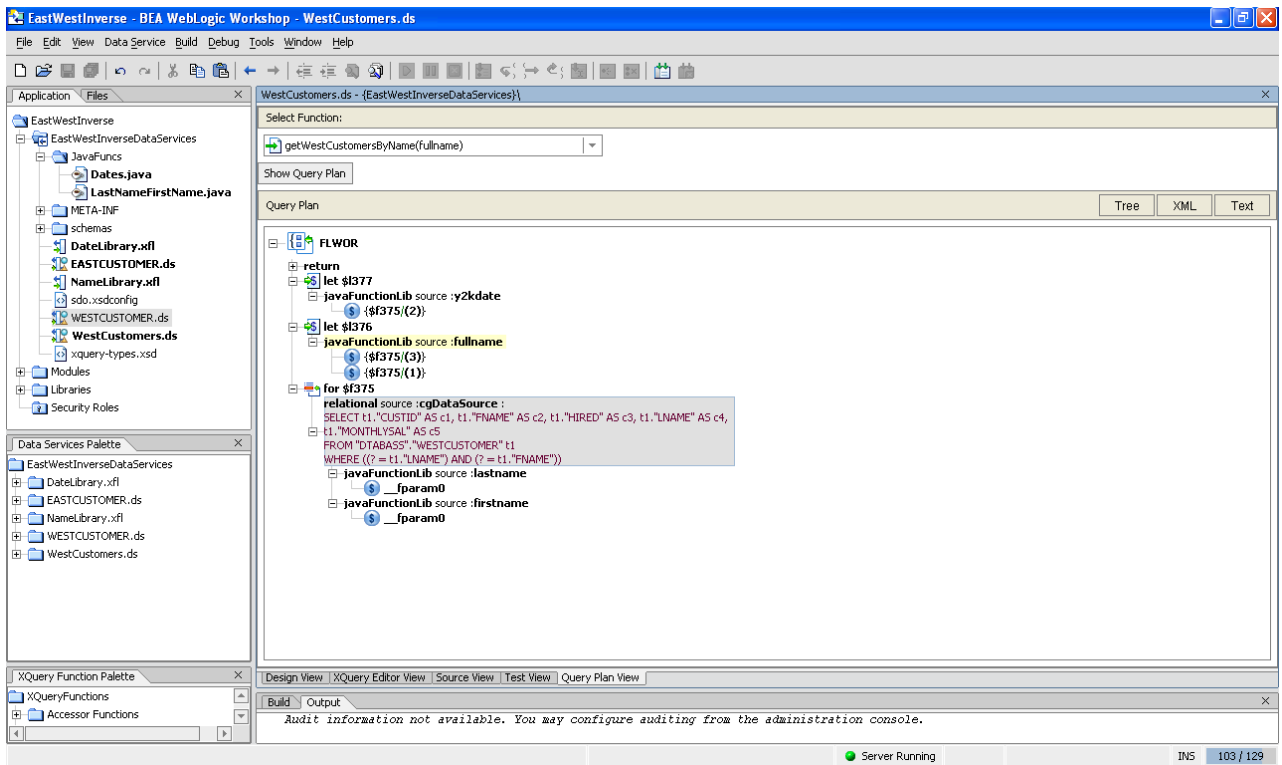 EastWestInverse - BEA WebLogic Workshop - WestCustomers.ds
File Edit View Data Service Build Debug Tools Window Help
Application Files
EastWestInverse
EastWestInverseDataServices
JavaFuncs
Dates.java
LastNameFirstName.java
META-INF
schemas
DateLibrary.xfl
EASTCUSTOMER.ds
NameLibrary.xfl
sdo.xsdconfig
WESTCUSTOMER.ds
WestCustomers.ds
xquery-types.xsd
Modules
Libraries
Security Roles
Data Services Palette
EastWestInverseDataServices
DateLibrary.xfl
EASTCUSTOMER.ds
NameLibrary.xfl
WESTCUSTOMER.ds
WestCustomers.ds
XQuery Function Palette
XQueryFunctions
Accessor Functions
WestCustomers.ds - {EastWestInverseDataServices}\
Select Function:
getWestCustomersByName(fullname)
Show Query Plan
Query Plan Tree XML Text
FLWOR
return
let $l377
javaFunctionLib source :y2kdate
{$f375/(2)}
let $l376
javaFunctionLib source :fullname
{$f375/(3)}
{$f375/(1)}
for $f375
relational source :cgDataSource :
SELECT t1."CUSTID" AS c1, t1."FNAME" AS c2, t1."HIRED" AS c3, t1."LNAME" AS c4,
t1."MONTHLYSAL" AS c5
FROM "DTABASS"."WESTCUSTOMER" t1
WHERE ((? = t1."LNAME") AND (? = t1."FNAME"))
javaFunctionLib source :lastname
__fparam0
javaFunctionLib source :firstname
__fparam0
Design View XQuery Editor View Source View Test View Query Plan View
Build Output
Audit information not available. You may configure auditing from the administration console.
Server Running INS 103 / 129